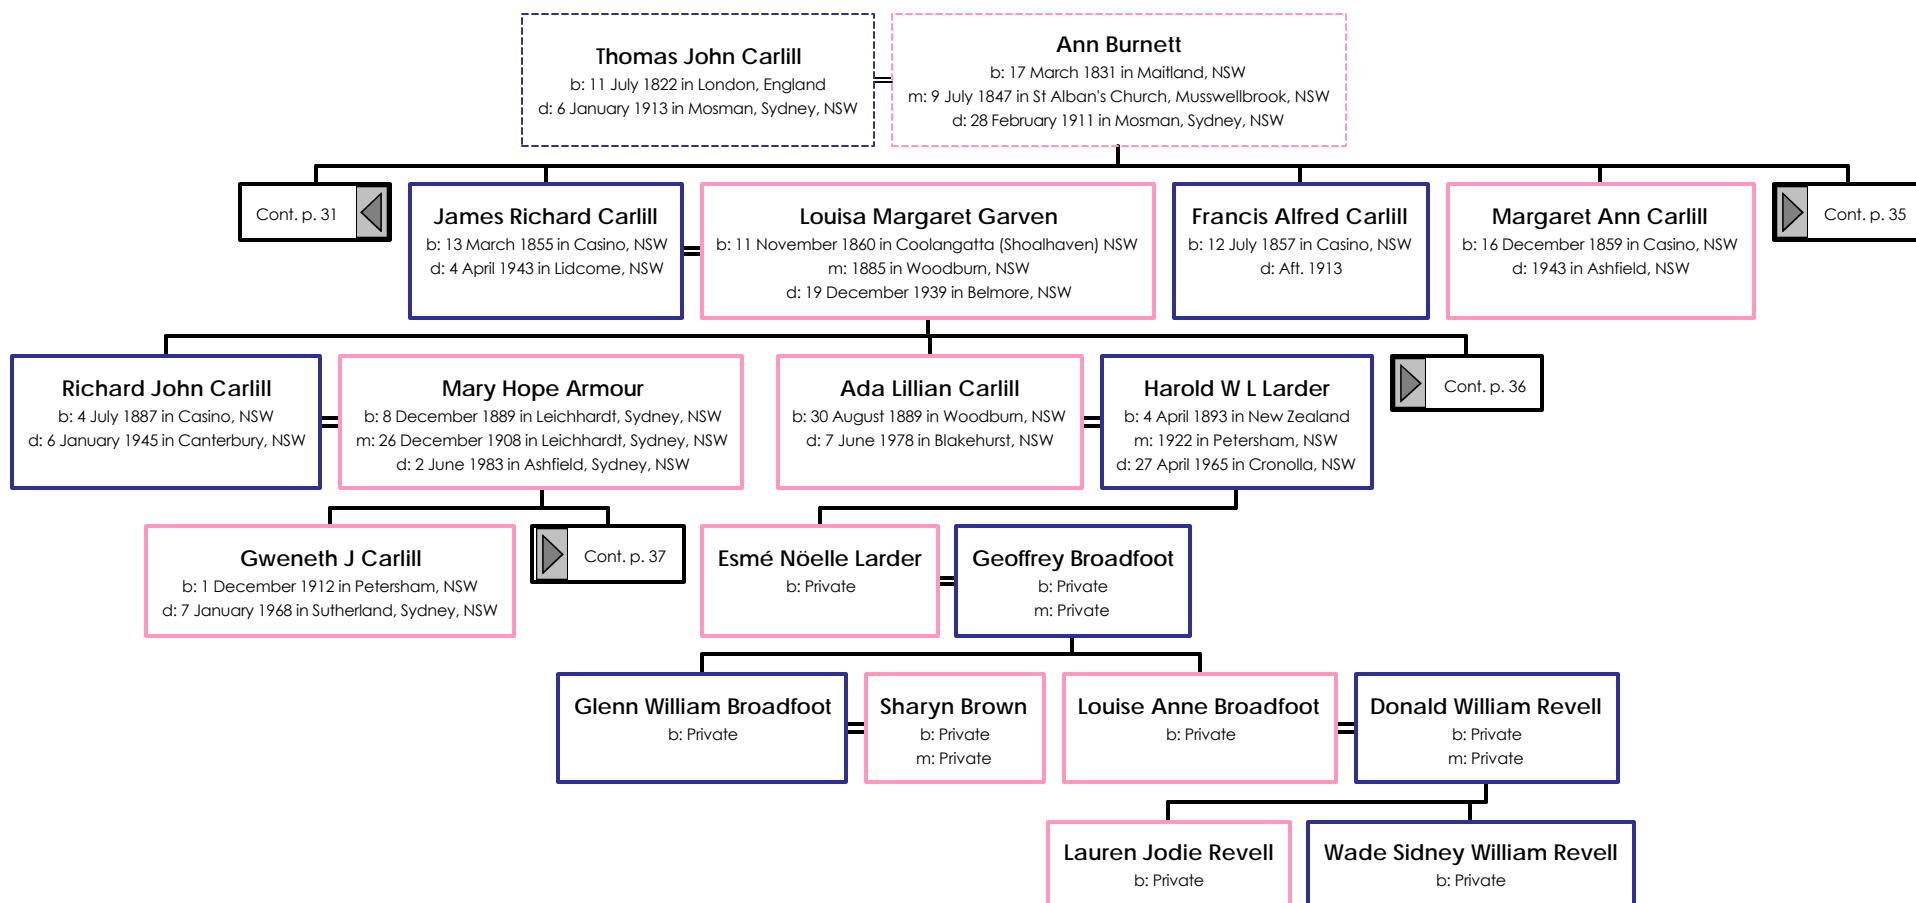 Thomas John Carlill
b: 11 July 1822 in London, England
d: 6 January 1913 in Mosman, Sydney, NSW
Ann Burnett
b: 17 March 1831 in Maitland, NSW
m: 9 July 1847 in St Alban's Church, Musswellbrook, NSW
d: 28 February 1911 in Mosman, Sydney, NSW
Cont. p. 31
James Richard Carlill
b: 13 March 1855 in Casino, NSW
d: 4 April 1943 in Lidcome, NSW
Louisa Margaret Garven
b: 11 November 1860 in Coolangatta (Shoalhaven) NSW
m: 1885 in Woodburn, NSW
d: 19 December 1939 in Belmore, NSW
Francis Alfred Carlill
b: 12 July 1857 in Casino, NSW
d: Aft. 1913
Margaret Ann Carlill
b: 16 December 1859 in Casino, NSW
d: 1943 in Ashfield, NSW
Cont. p. 35
Richard John Carlill
b: 4 July 1887 in Casino, NSW
d: 6 January 1945 in Canterbury, NSW
Mary Hope Armour
b: 8 December 1889 in Leichhardt, Sydney, NSW
m: 26 December 1908 in Leichhardt, Sydney, NSW
d: 2 June 1983 in Ashfield, Sydney, NSW
Ada Lillian Carlill
b: 30 August 1889 in Woodburn, NSW
d: 7 June 1978 in Blakehurst, NSW
Harold W L Larder
b: 4 April 1893 in New Zealand
m: 1922 in Petersham, NSW
d: 27 April 1965 in Cronolla, NSW
Cont. p. 36
Gweneth J Carlill
b: 1 December 1912 in Petersham, NSW
d: 7 January 1968 in Sutherland, Sydney, NSW
Cont. p. 37
Esmé Nöelle Larder
b: Private
Geoffrey Broadfoot
b: Private
m: Private
Glenn William Broadfoot
b: Private
Sharyn Brown
b: Private
m: Private
Louise Anne Broadfoot
b: Private
Donald William Revell
b: Private
m: Private
Lauren Jodie Revell
b: Private
Wade Sidney William Revell
b: Private